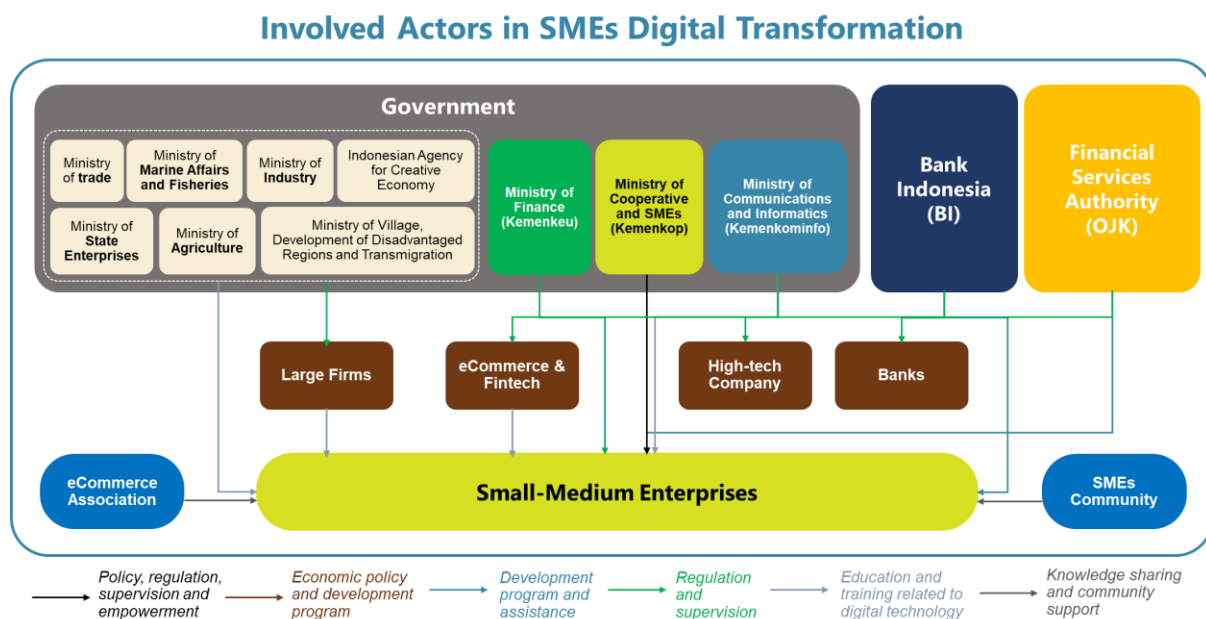 Involved Actors in SMEs Digital Transformation
Government
Ministry
of trade
Ministry of
Marine Affairs
and Fisheries
Ministry of
Industry
Indonesian Agency
for Creative
Economy
Ministry of
State
Enterprises
Ministry of
Agriculture
Ministry of Village,
Development of Disadvantaged
Regions and Transmigration
Ministry of
Finance
(Kemenkeu)
Ministry of
Cooperative
and SMEs
(Kemenkop)
Ministry of
Communications
and Informatics
(Kemenkominfo)
Bank
Indonesia
(BI)
Financial
Services
Authority
(OJK)
Large Firms
eCommerce &
Fintech
High-tech
Company
Banks
eCommerce
Association
Small-Medium Enterprises
SMEs
Community
Policy, regulation,
supervision and
empowerment
Economic policy
and development
program
Development
program and
assistance
Regulation
and
supervision
Education and
training related to
digital technology
Knowledge sharing
and community
support